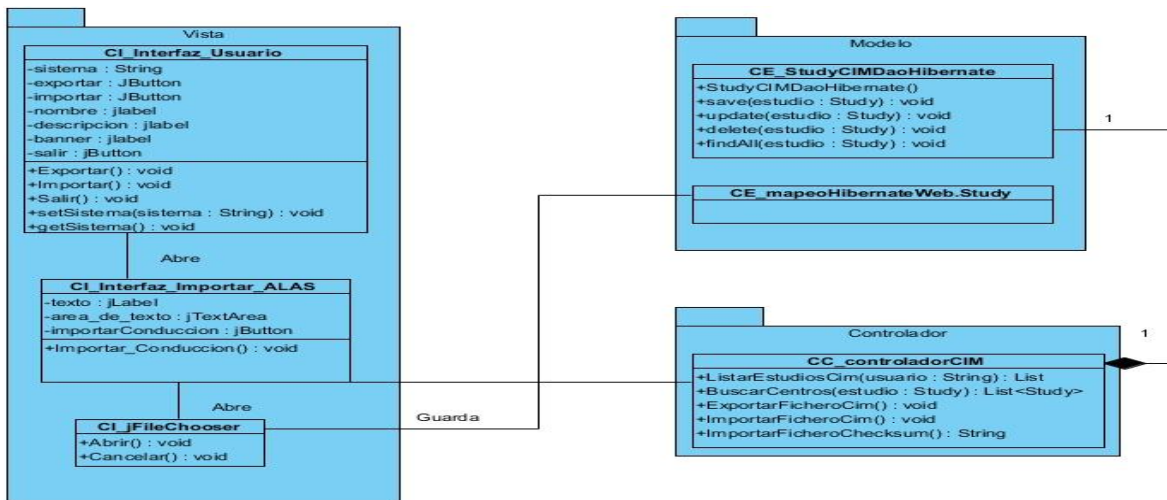 Vista
CI_Interfaz_Usuario
-sistema : String
-exportar : JButton
-importar : JButton
-nombre : jlabel
-descripcion : jlabel
-banner : jlabel
-salir : jButton
+Exportar() : void
+Importar() : void
+Salir() : void
+setSistema(sistema : String) : void
+getSistema() : void
Abre
CI_Interfaz_Importar_ALAS
-texto : jLabel
-area_de_texto : jTextArea
-importarConduccion : jButton
+Importar_Conduccion() : void
Abre
CI_jFileChooser
+Abrir() : void
+Cancelar() : void
Guarda
Modelo
CE_StudyCIMDaoHibernate
+StudyCIMDaoHibernate()
+save(estudio : Study) : void
+update(estudio : Study) : void
+delete(estudio : Study) : void
+findAll(estudio : Study) : void
1
CE_mapeoHibernateWeb.Study
Controlador
1
CC_controladorCIM
+ListarEstudiosCim(usuario : String) : List
+BuscarCentros(estudio : Study) : List<Study>
+ExportarFicheroCim() : void
+ImportarFicheroCim() : void
+ImportarFicheroChecksum() : String